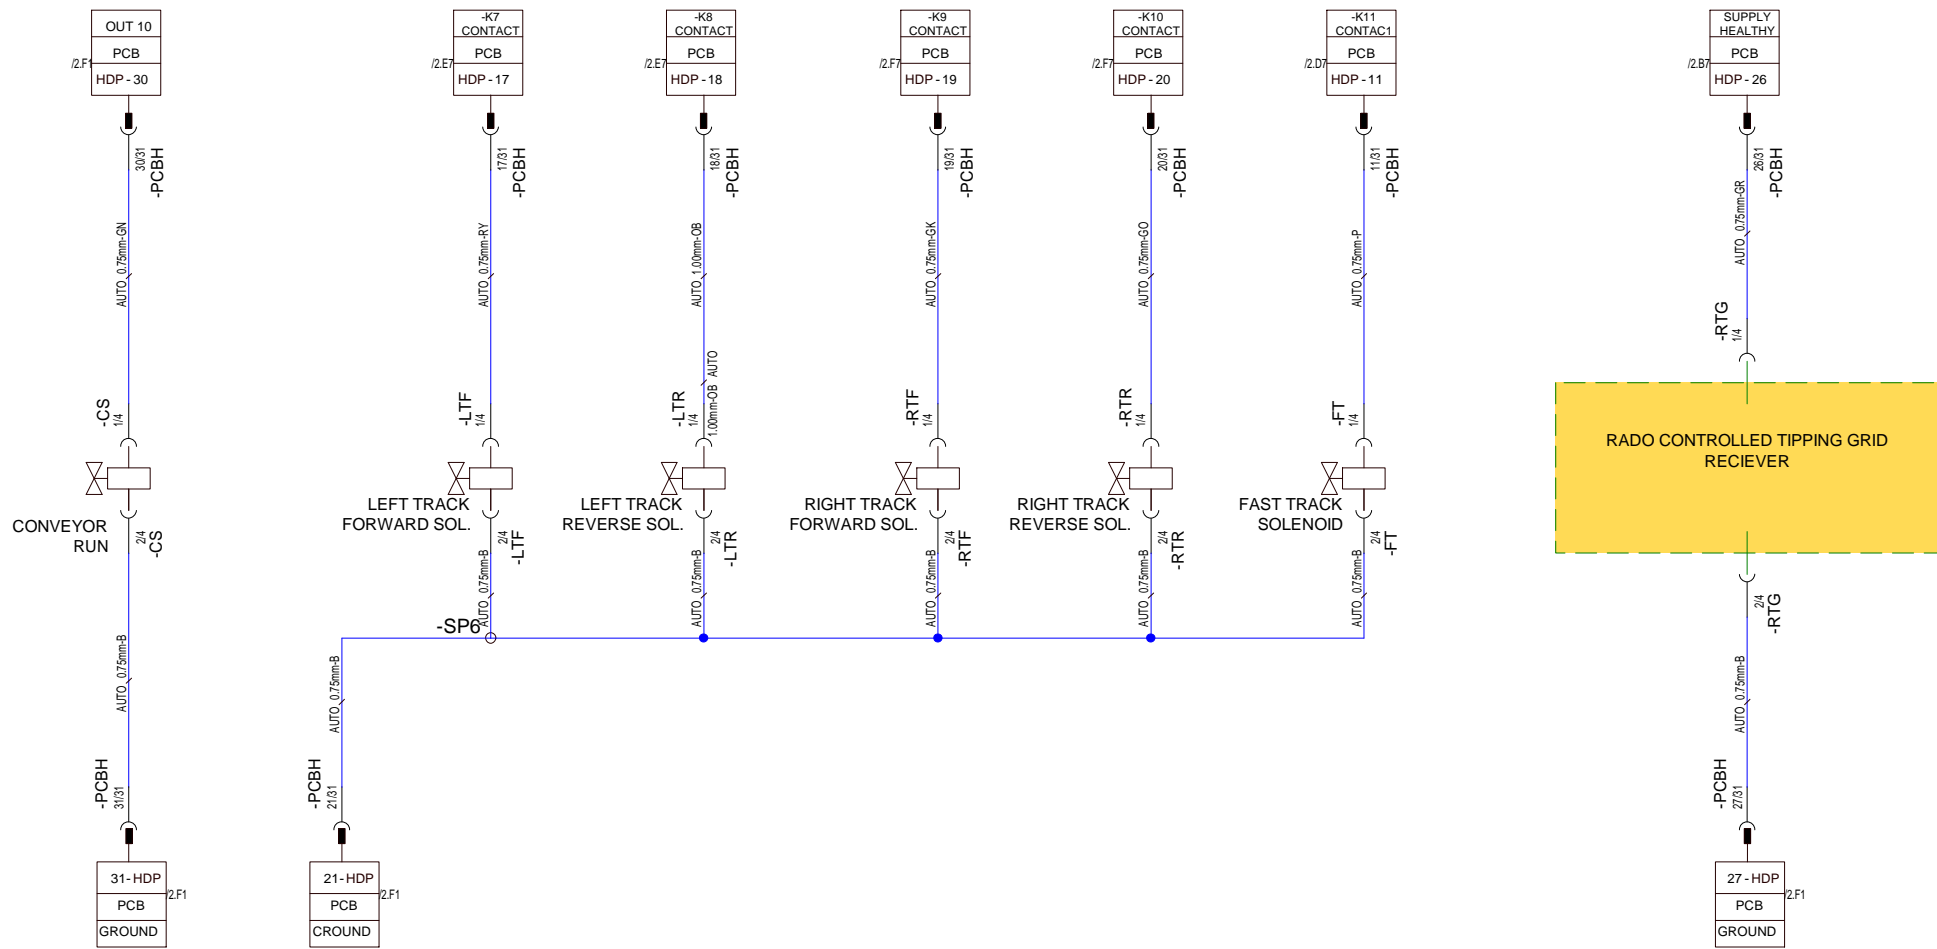 OUT 10
PCB
/2.F1
HDP - 30
30/31
-PCBH
AUTO_0.75mm-GN
-CS
1/4
CONVEYOR
RUN
2/4
-CS
AUTO_0.75mm-B
-PCBH
31/31
31- HDP
/2.F1
PCB
GROUND
-K7
CONTACT
PCB
/2.E7
HDP - 17
17/31
-PCBH
AUTO_0.75mm-RY
-LTF
1/4
LEFT TRACK
FORWARD SOL.
2/4
-LTF
AUTO_0.75mm-B
-SP6
AUTO_0.75mm-B
-PCBH
21/31
21- HDP
/2.F1
PCB
CROUND
-K8
CONTACT
PCB
/2.E7
HDP - 18
18/31
-PCBH
AUTO_1.00mm-OB
1.00mm-OB AUTO
-LTR
1/4
LEFT TRACK
REVERSE SOL.
2/4
-LTR
AUTO_0.75mm-B
-K9
CONTACT
PCB
/2.F7
HDP - 19
19/31
-PCBH
AUTO_0.75mm-GK
-RTF
1/4
RIGHT TRACK
FORWARD SOL.
2/4
-RTF
AUTO_0.75mm-B
-K10
CONTACT
PCB
/2.F7
HDP - 20
20/31
-PCBH
AUTO_0.75mm-GO
-RTR
1/4
RIGHT TRACK
REVERSE SOL.
2/4
-RTR
AUTO_0.75mm-B
-K11
CONTAC1
PCB
/2.D7
HDP - 11
11/31
-PCBH
AUTO_0.75mm-P
-FT
1/4
FAST TRACK
SOLENOID
2/4
-FT
AUTO_0.75mm-B
SUPPLY
HEALTHY
PCB
/2.B7
HDP - 26
26/31
-PCBH
AUTO_0.75mm-GR
-RTG
1/4
RADO CONTROLLED TIPPING GRID
RECIEVER
2/4
-RTG
AUTO_0.75mm-B
-PCBH
27/31
27 - HDP
/2.F1
PCB
GROUND